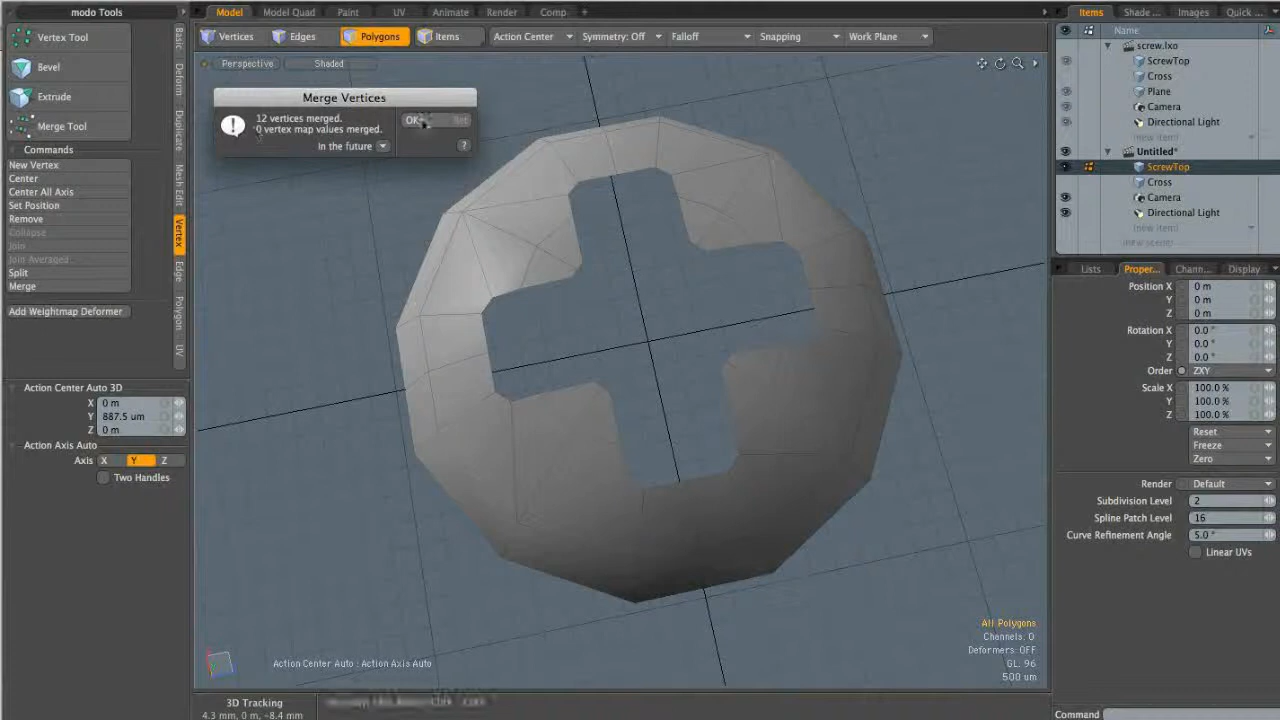 modo Tools
Model
Model Quad
Paint
UV
Animate
Render
Comp
Items
Shade ...
Images
Quick ...
Vertex Tool
Bevel
Extrude
Merge Tool
Commands
New Vertex
Center
Center All Axis
Set Position
Remove
Collapse
Join
Join Averaged...
Split
Merge
Add Weightmap Deformer
Basic
Deform
Duplicate
Mesh Edit
Vertex
Edge
Polygon
UV
Action Center Auto 3D
X 0 m
Y 887.5 um
Z 0 m
Action Axis Auto
Axis X Y Z
Two Handles
Vertices
Edges
Polygons
Items
Action Center
Symmetry: Off
Falloff
Snapping
Work Plane
Perspective
Shaded
Merge Vertices
12 vertices merged.
0 vertex map values merged.
In the future
OK
?
Action Center Auto : Action Axis Auto
All Polygons
Channels: 0
Deformers: OFF
GL: 96
500 um
3D Tracking
4.3 mm, 0 m, -8.4 mm
Name
screw.lxo
ScrewTop
Cross
Plane
Camera
Directional Light
(new item)
Untitled*
ScrewTop
Cross
Camera
Directional Light
(new item)
(new scene)
Lists
Proper...
Chann...
Display
Position X 0 m
Y 0 m
Z 0 m
Rotation X 0.0 °
Y 0.0 °
Z 0.0 °
Order ZXY
Scale X 100.0 %
Y 100.0 %
Z 100.0 %
Reset
Freeze
Zero
Render Default
Subdivision Level 2
Spline Patch Level 16
Curve Refinement Angle 5.0 °
Linear UVs
Command